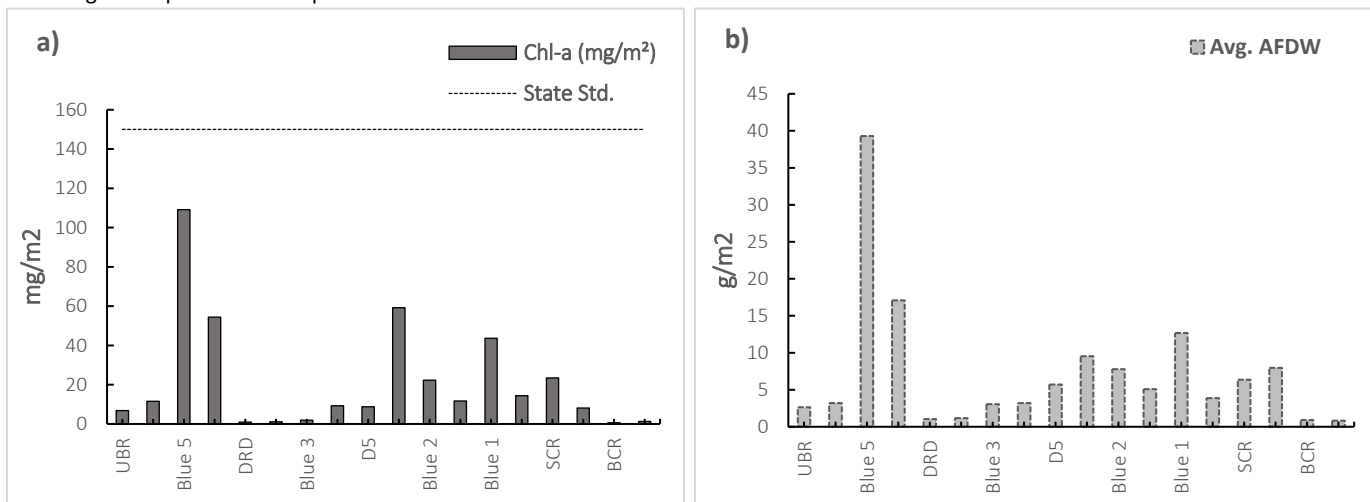 a)
Chl-a (mg/m²)
State Std.
160
140
120
100
80
60
40
20
0
mg/m2
UBR
Blue 5
DRD
Blue 3
D5
Blue 2
Blue 1
SCR
BCR
b)
Avg. AFDW
45
40
35
30
25
20
15
10
5
0
g/m2
UBR
Blue 5
DRD
Blue 3
D5
Blue 2
Blue 1
SCR
BCR